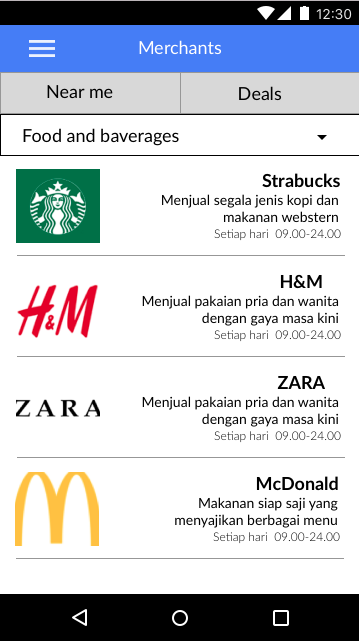 12:30
Merchants
Near me
Deals
Food and baverages
Strabucks
Menjual segala jenis kopi dan
makanan webstern
Setiap hari 09.00-24.00
H&M
H&M
Menjual pakaian pria dan wanita
dengan gaya masa kini
Setiap hari 09.00-24.00
ZARA
ZARA
Menjual pakaian pria dan wanita
dengan gaya masa kini
Setiap hari 09.00-24.00
McDonald
Makanan siap saji yang
menyajikan berbagai menu
Setiap hari 09.00-24.00